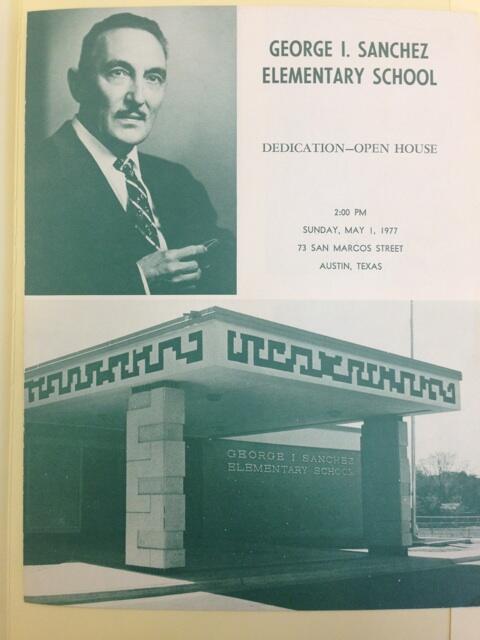 GEORGE I. SANCHEZ
ELEMENTARY SCHOOL
DEDICATION—OPEN HOUSE
2:00 PM
SUNDAY, MAY 1, 1977
73 SAN MARCOS STREET
AUSTIN, TEXAS
GEORGE I SANCHEZ
ELEMENTARY SCHOOL